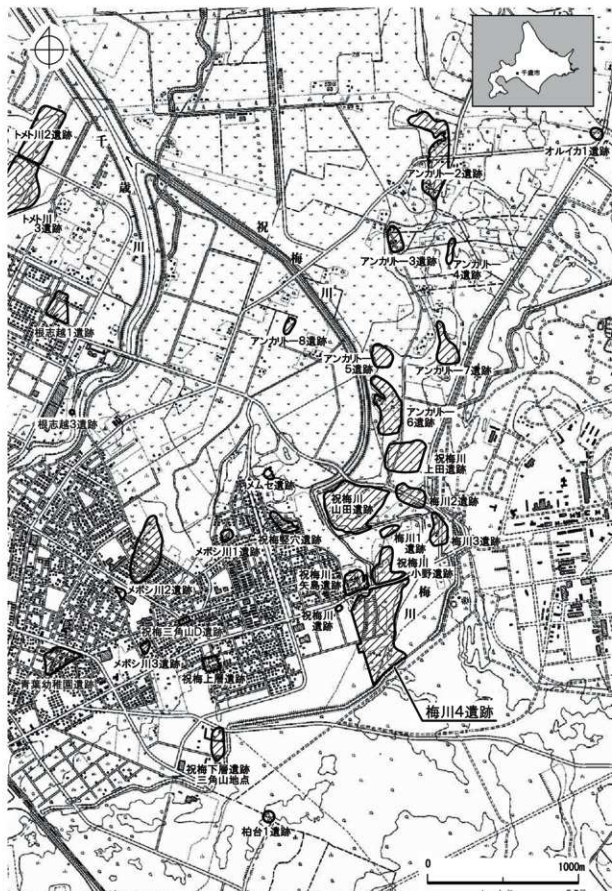 千歳市
トメト川2遺跡
オルイカ1遺跡
千歳川
トメト川
3遺跡
祝梅川
アンカリトー2遺跡
アンカリトー3遺跡
アンカリトー
4遺跡
根志越1遺跡
アンカリトー8遺跡
アンカリトー
5遺跡
アンカリトー7遺跡
アンカリトー
6遺跡
根志越3遺跡
祝梅川
上田遺跡
メムセ遺跡
祝梅川
山田遺跡
梅川2遺跡
メボシ川1遺跡
祝梅竪穴遺跡
梅川1
遺跡
梅川3遺跡
メボシ川2遺跡
祝梅川
矢島遺跡
祝梅川
小野遺跡
梅川
祝梅三角山D遺跡
祝梅川
遺跡
メボシ川3遺跡
祝梅上層遺跡
青葉幼稚園遺跡
梅川4遺跡
祝梅下層遺跡
三角山地点
柏台1遺跡
0 1000m